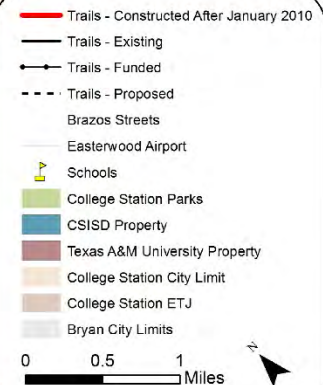 Trails - Constructed After January 2010
Trails - Existing
Trails - Funded
Trails - Proposed
Brazos Streets
Easterwood Airport
Schools
College Station Parks
CSISD Property
Texas A&M University Property
College Station City Limit
College Station ETJ
Bryan City Limits
0 0.5 1
Miles
N